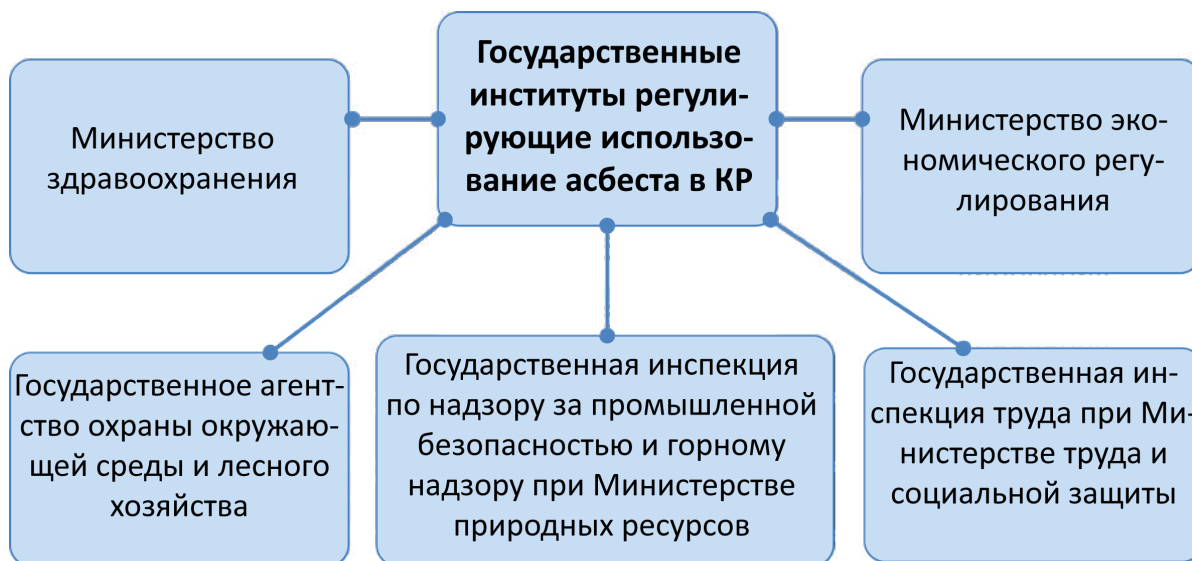 Государственные
институты регули-
рующие использо-
вание асбеста в КР
Министерство
здравоохранения
Министерство эко-
номического регу-
лирования
Государственное агент-
ство охраны окружаю-
щей среды и лесного
хозяйства
Государственная инспекция
по надзору за промышленной
безопасностью и горному
надзору при Министерстве
природных ресурсов
Государственная ин-
спекция труда при Ми-
нистерстве труда и
социальной защиты